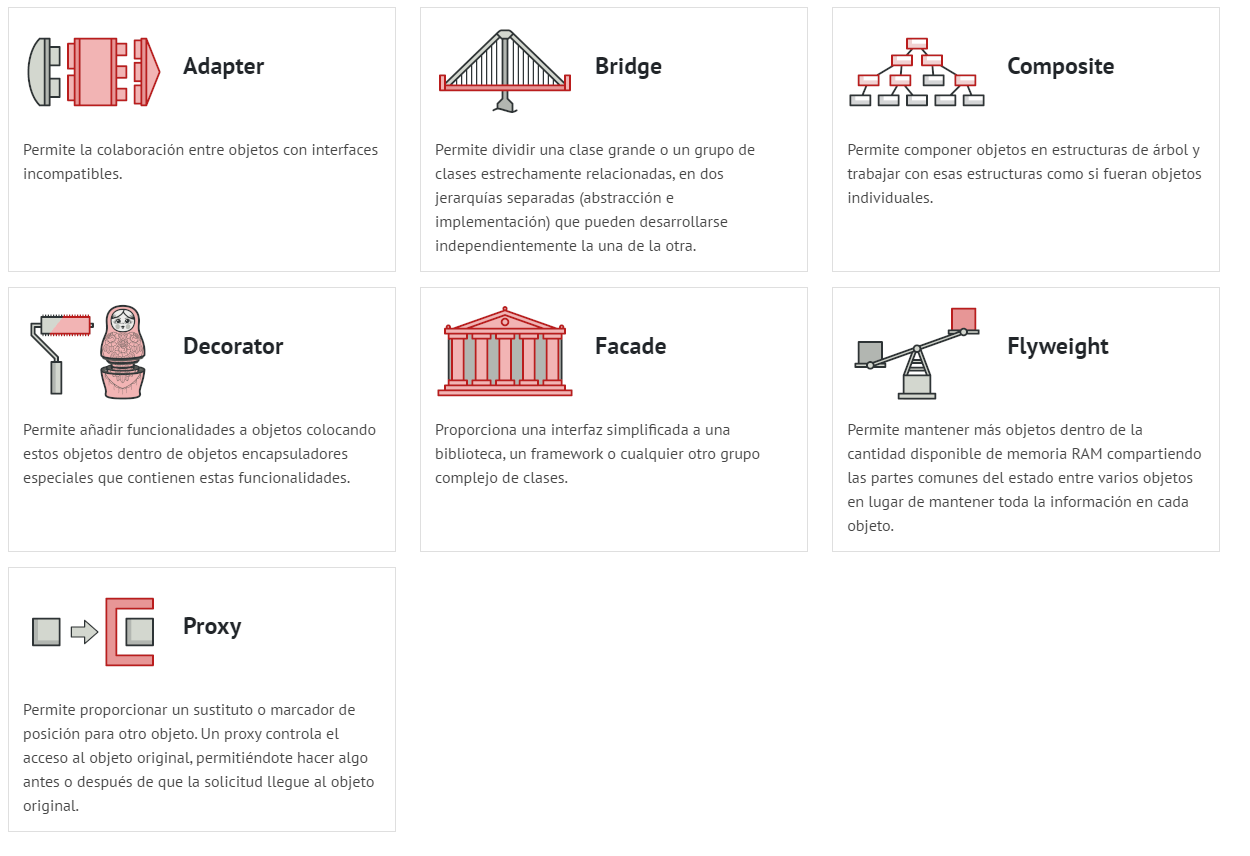 Adapter
Permite la colaboración entre objetos con interfaces
incompatibles.
Bridge
Permite dividir una clase grande o un grupo de
clases estrechamente relacionadas, en dos
jerarquías separadas (abstracción e
implementación) que pueden desarrollarse
independientemente la una de la otra.
Composite
Permite componer objetos en estructuras de árbol y
trabajar con esas estructuras como si fueran objetos
individuales.
Decorator
Permite añadir funcionalidades a objetos colocando
estos objetos dentro de objetos encapsuladores
especiales que contienen estas funcionalidades.
Facade
Proporciona una interfaz simplificada a una
biblioteca, un framework o cualquier otro grupo
complejo de clases.
Flyweight
Permite mantener más objetos dentro de la
cantidad disponible de memoria RAM compartiendo
las partes comunes del estado entre varios objetos
en lugar de mantener toda la información en cada
objeto.
Proxy
Permite proporcionar un sustituto o marcador de
posición para otro objeto. Un proxy controla el
acceso al objeto original, permitiéndote hacer algo
antes o después de que la solicitud llegue al objeto
original.